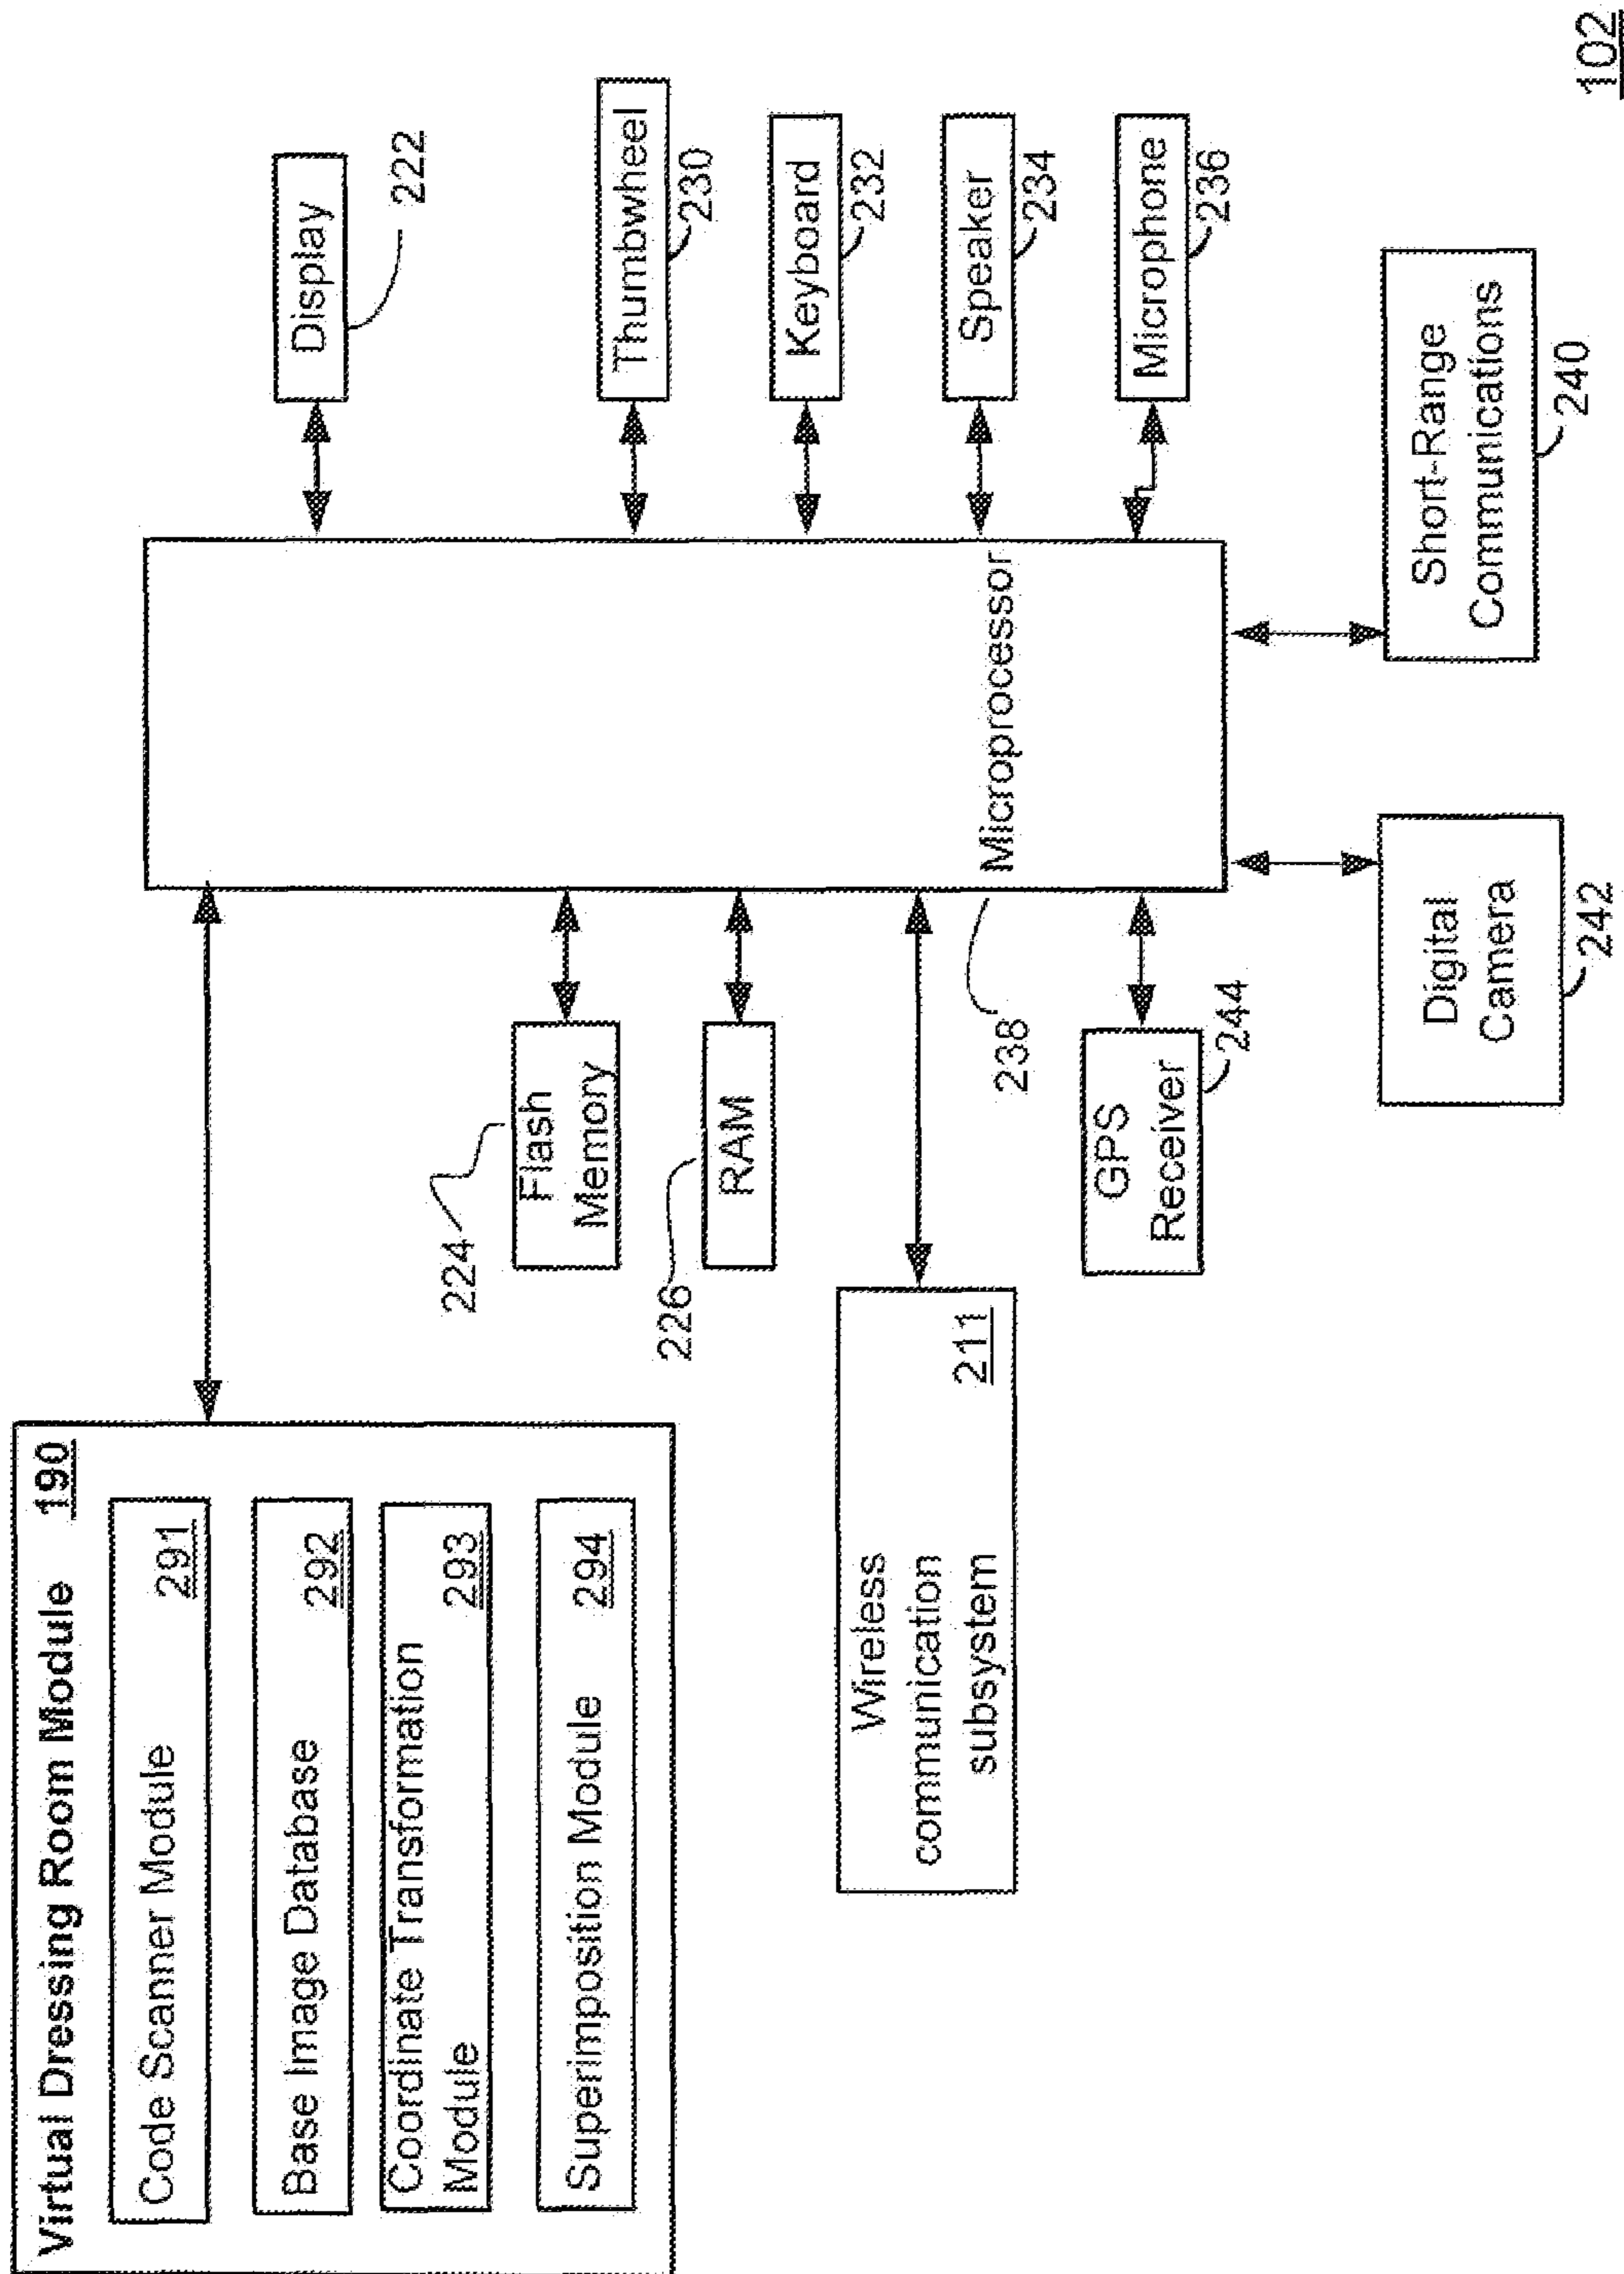 Virtual Dressing Room Module 190
Code Scanner Module 291
Base Image Database 292
Coordinate Transformation
Module 293
Superimposition Module 294
Wireless
communication
subsystem 211
224
Flash
Memory
226
RAM
238
GPS
Receiver
244
Microprocessor
Digital
Camera
242
Display
222
Thumbwheel
230
Keyboard
232
Speaker
234
Microphone
236
Short-Range
Communications
240
102